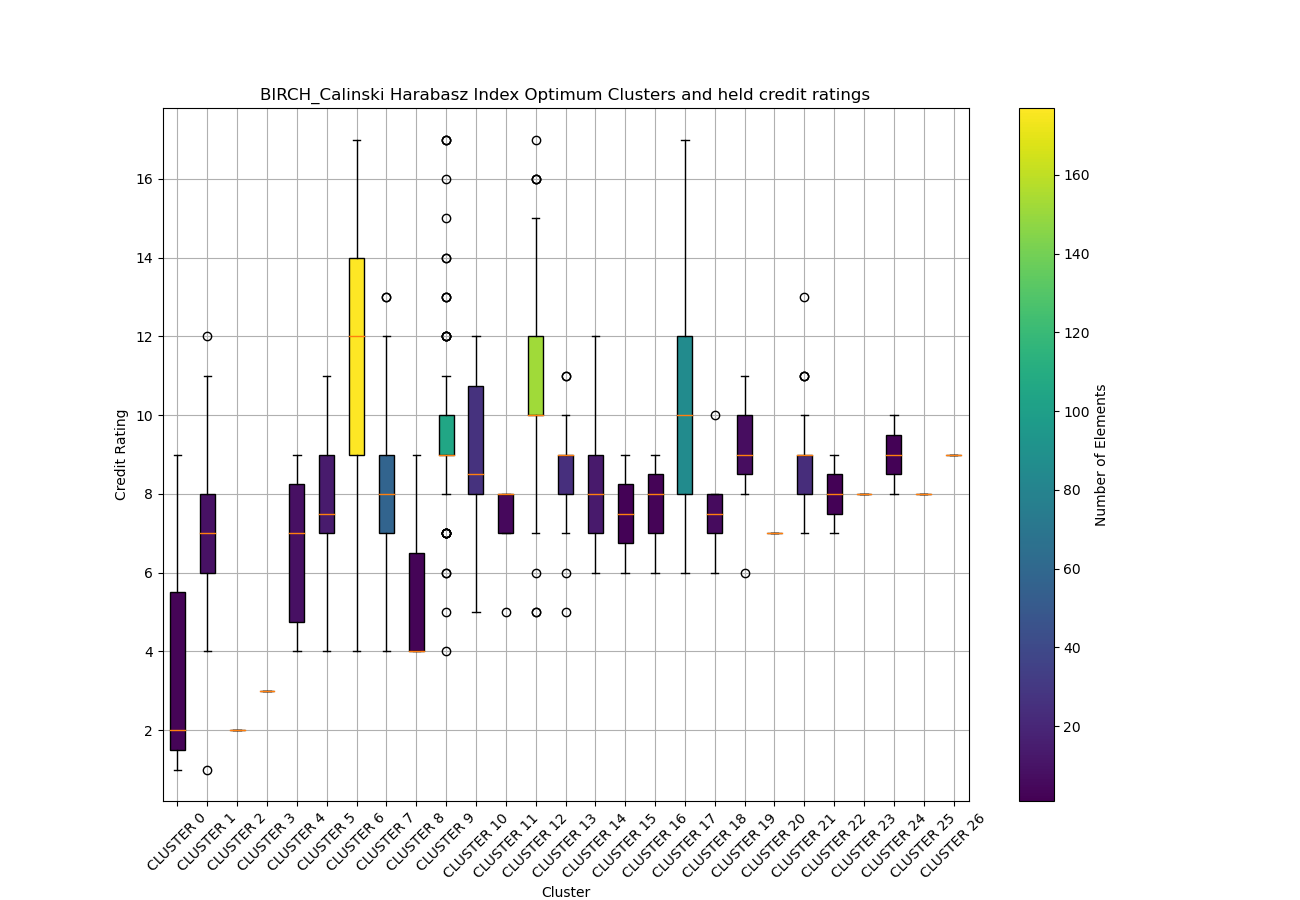 BIRCH_Calinski Harabasz Index Optimum Clusters and held credit ratings
16
14
12
10
8
6
4
2
Credit Rating
CLUSTER 0
CLUSTER 1
CLUSTER 2
CLUSTER 3
CLUSTER 4
CLUSTER 5
CLUSTER 6
CLUSTER 7
CLUSTER 8
CLUSTER 9
CLUSTER 10
CLUSTER 11
CLUSTER 12
CLUSTER 13
CLUSTER 14
CLUSTER 15
CLUSTER 16
CLUSTER 17
CLUSTER 18
CLUSTER 19
CLUSTER 20
CLUSTER 21
CLUSTER 22
CLUSTER 23
CLUSTER 24
CLUSTER 25
CLUSTER 26
Cluster
160
140
120
100
80
60
40
20
Number of Elements